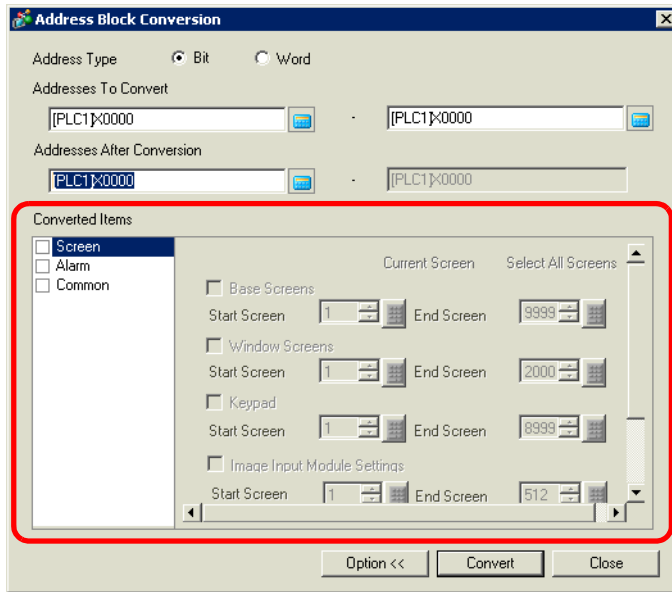 Address Block Conversion
Address Type Bit Word
Addresses To Convert
[PLC1]X0000 - [PLC1]X0000
Addresses After Conversion
[PLC1]X0000 - [PLC1]X0000
Converted Items
Screen
Alarm
Common
Current Screen Select All Screens
Base Screens
Start Screen 1 End Screen 9999
Window Screens
Start Screen 1 End Screen 2000
Keypad
Start Screen 1 End Screen 8999
Image Input Module Settings
Start Screen 1 End Screen 512
Option << Convert Close